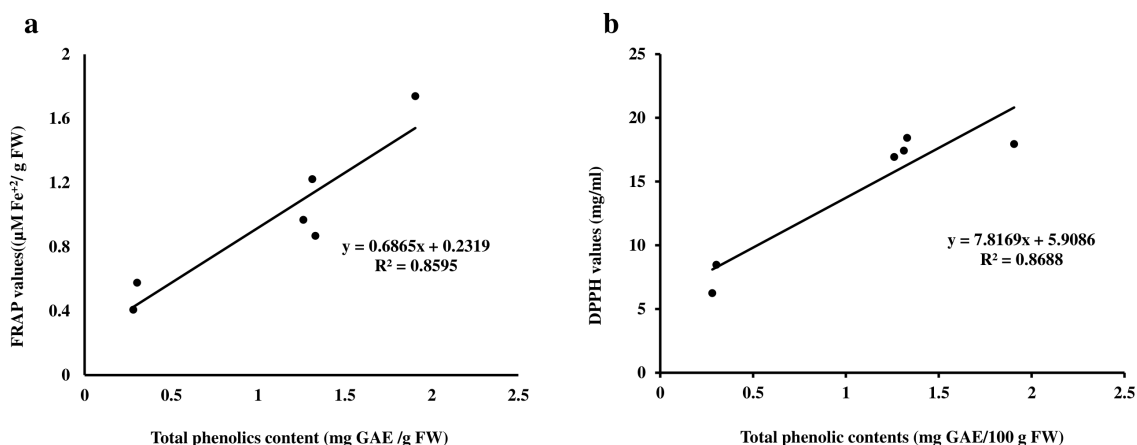 a
2
1.6
1.2
0.8
0.4
0
0 0.5 1 1.5 2 2.5
FRAP values((µM Fe⁺²/ g FW)
y = 0.6865x + 0.2319
R² = 0.8595
Total phenolics content (mg GAE /g FW)
b
25
20
15
10
5
0
0 0.5 1 1.5 2 2.5
DPPH values (mg/ml)
y = 7.8169x + 5.9086
R² = 0.8688
Total phenolic contents (mg GAE/100 g FW)